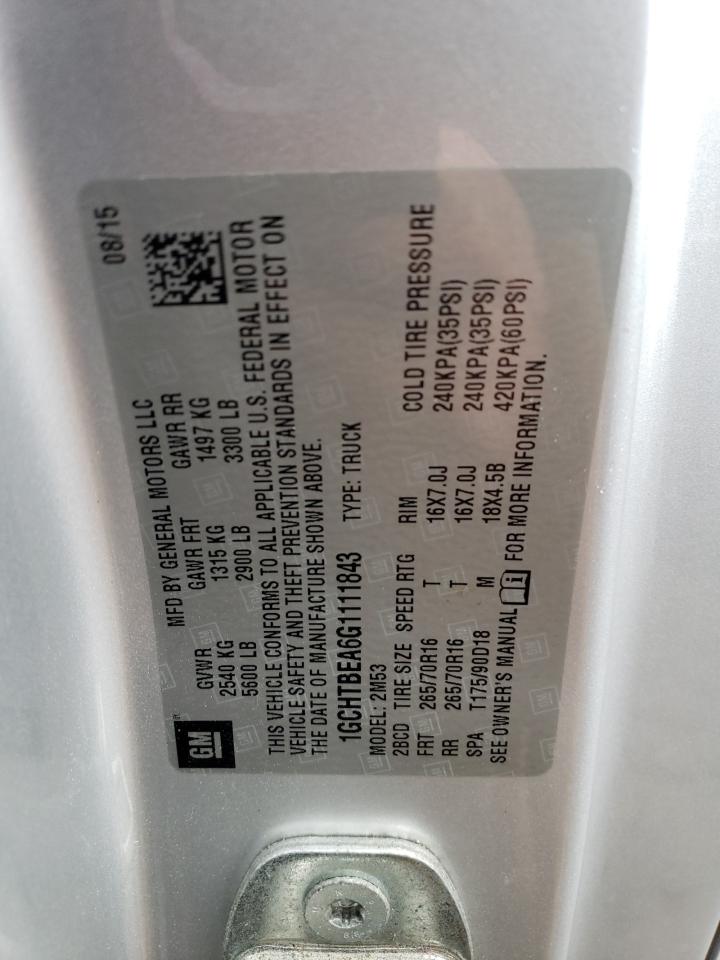 08/15
MFD BY GENERAL MOTORS LLC
GM
GVWR GAWR FRT GAWR RR
2540 KG 1315 KG 1497 KG
5600 LB 2900 LB 3300 LB
THIS VEHICLE CONFORMS TO ALL APPLICABLE U.S. FEDERAL MOTOR
VEHICLE SAFETY AND THEFT PREVENTION STANDARDS IN EFFECT ON
THE DATE OF MANUFACTURE SHOWN ABOVE.
1GCHTBEA6G1111843 TYPE: TRUCK
MODEL: 2M53
2BCD TIRE SIZE SPEED RTG RIM COLD TIRE PRESSURE
FRT 265/70R16 T 16X7.0J 240KPA(35PSI)
RR 265/70R16 T 16X7.0J 240KPA(35PSI)
SPA T175/90D18 M 18X4.5B 420KPA(60PSI)
SEE OWNER'S MANUAL i FOR MORE INFORMATION.